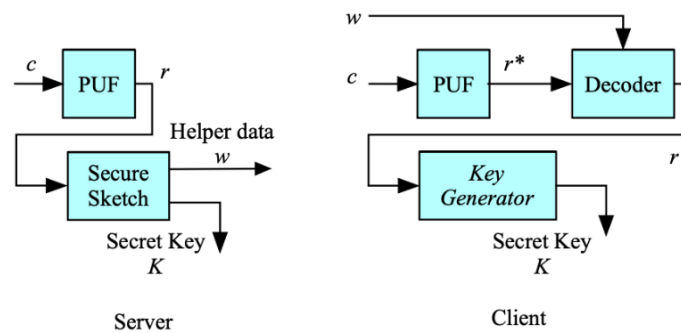 c
PUF
r
Helper data
w
Secure
Sketch
Secret Key
K
Server
w
c
PUF
r*
Decoder
r
Key
Generator
Secret Key
K
Client